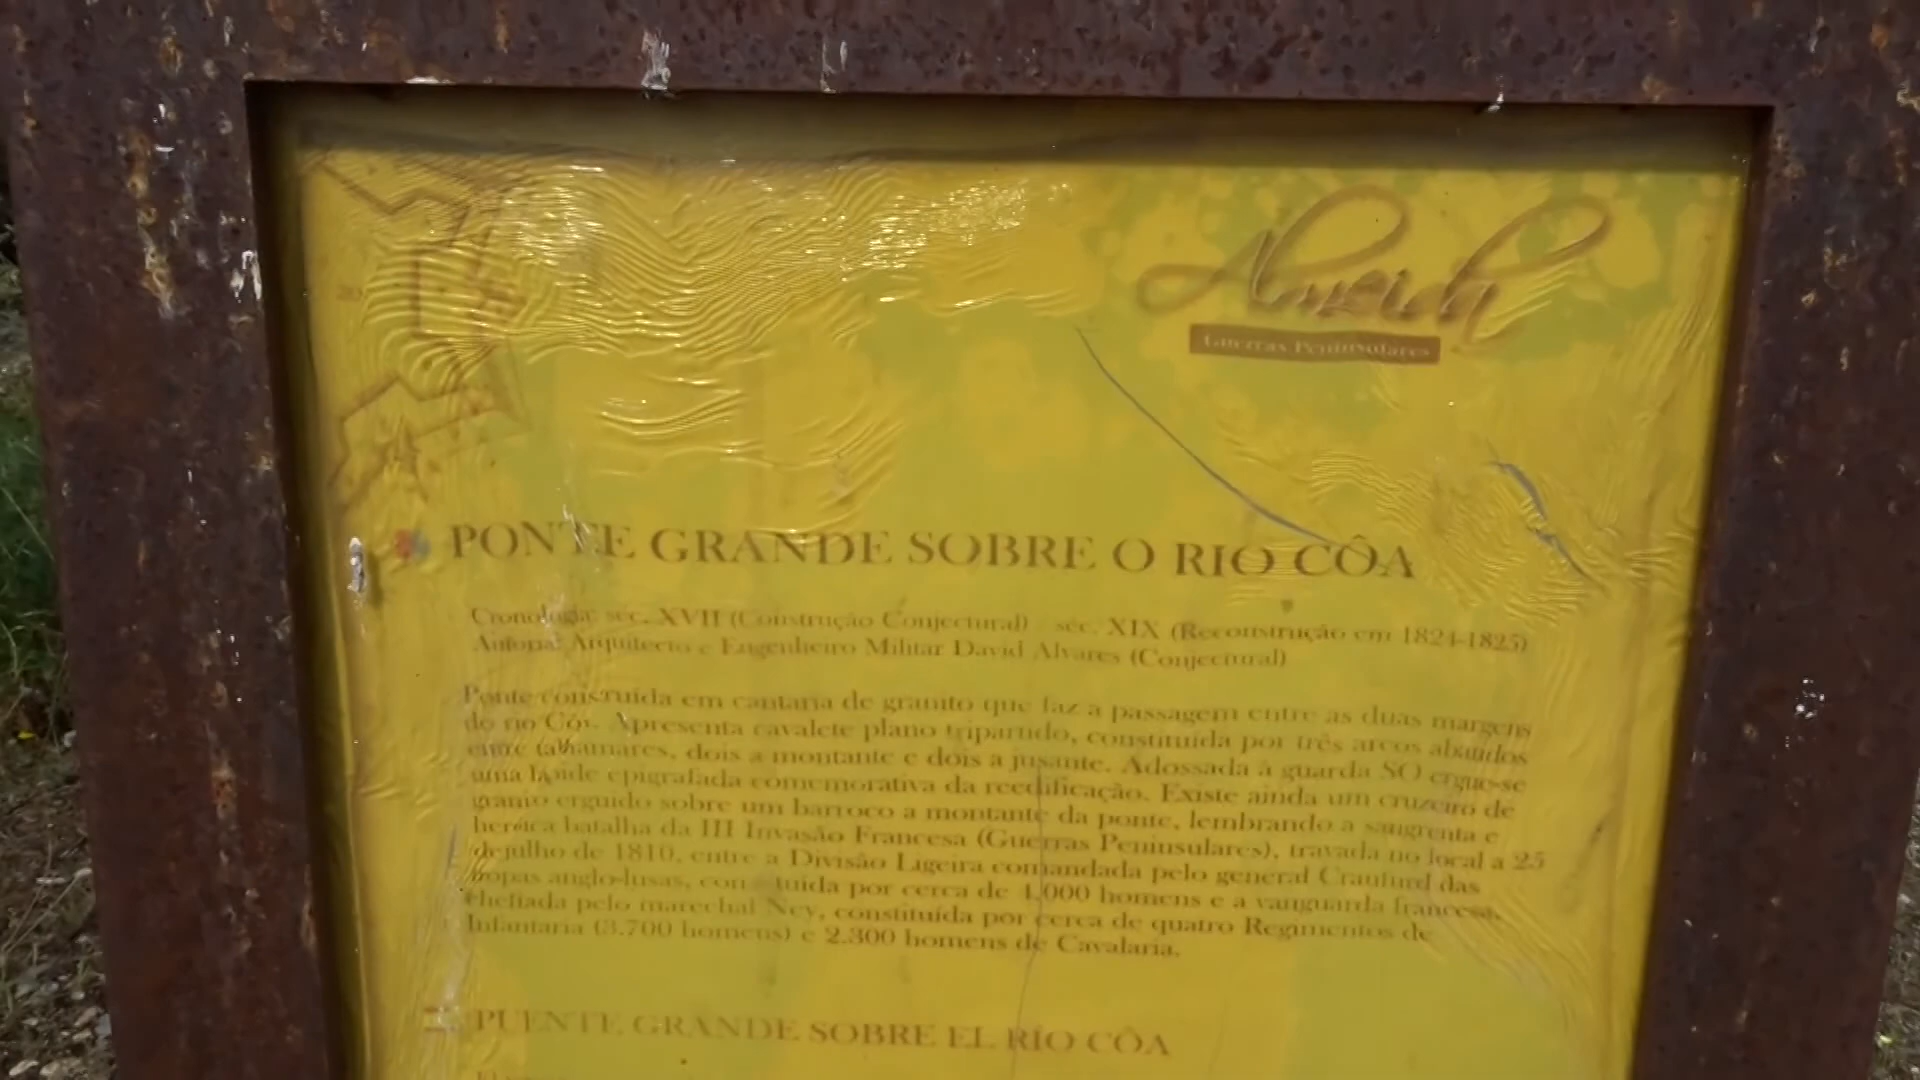 Almeida
Guerras Peninsulares
PONTE GRANDE SOBRE O RIO CÔA
Cronologia: séc. XVII (Construção Conjectural) séc. XIX (Reconstrução em 1824-1825)
Autoria: Arquitecto e Engenheiro Militar David Alvares (Conjectural)
Ponte construída em cantaria de granito que faz a passagem entre as duas margens
do rio Côa. Apresenta cavalete plano tripartido, constituída por três arcos abatidos
entre talhamares, dois a montante e dois a jusante. Adossada à guarda SO ergue-se
uma lápide epigrafada comemorativa da reedificação. Existe ainda um cruzeiro de
granito erguido sobre um barroco a montante da ponte, lembrando a sangrenta e
heróica batalha da III Invasão Francesa (Guerras Peninsulares), travada no local a 25
dejulho de 1810, entre a Divisão Ligeira comandada pelo general Craufurd das
tropas anglo-lusas, constituída por cerca de 4.000 homens e a vanguarda francesa,
chefiada pelo marechal Ney, constituída por cerca de quatro Regimentos de
Infantaria (3.700 homens) e 2.300 homens de Cavalaria.
PUENTE GRANDE SOBRE EL RÍO CÔA